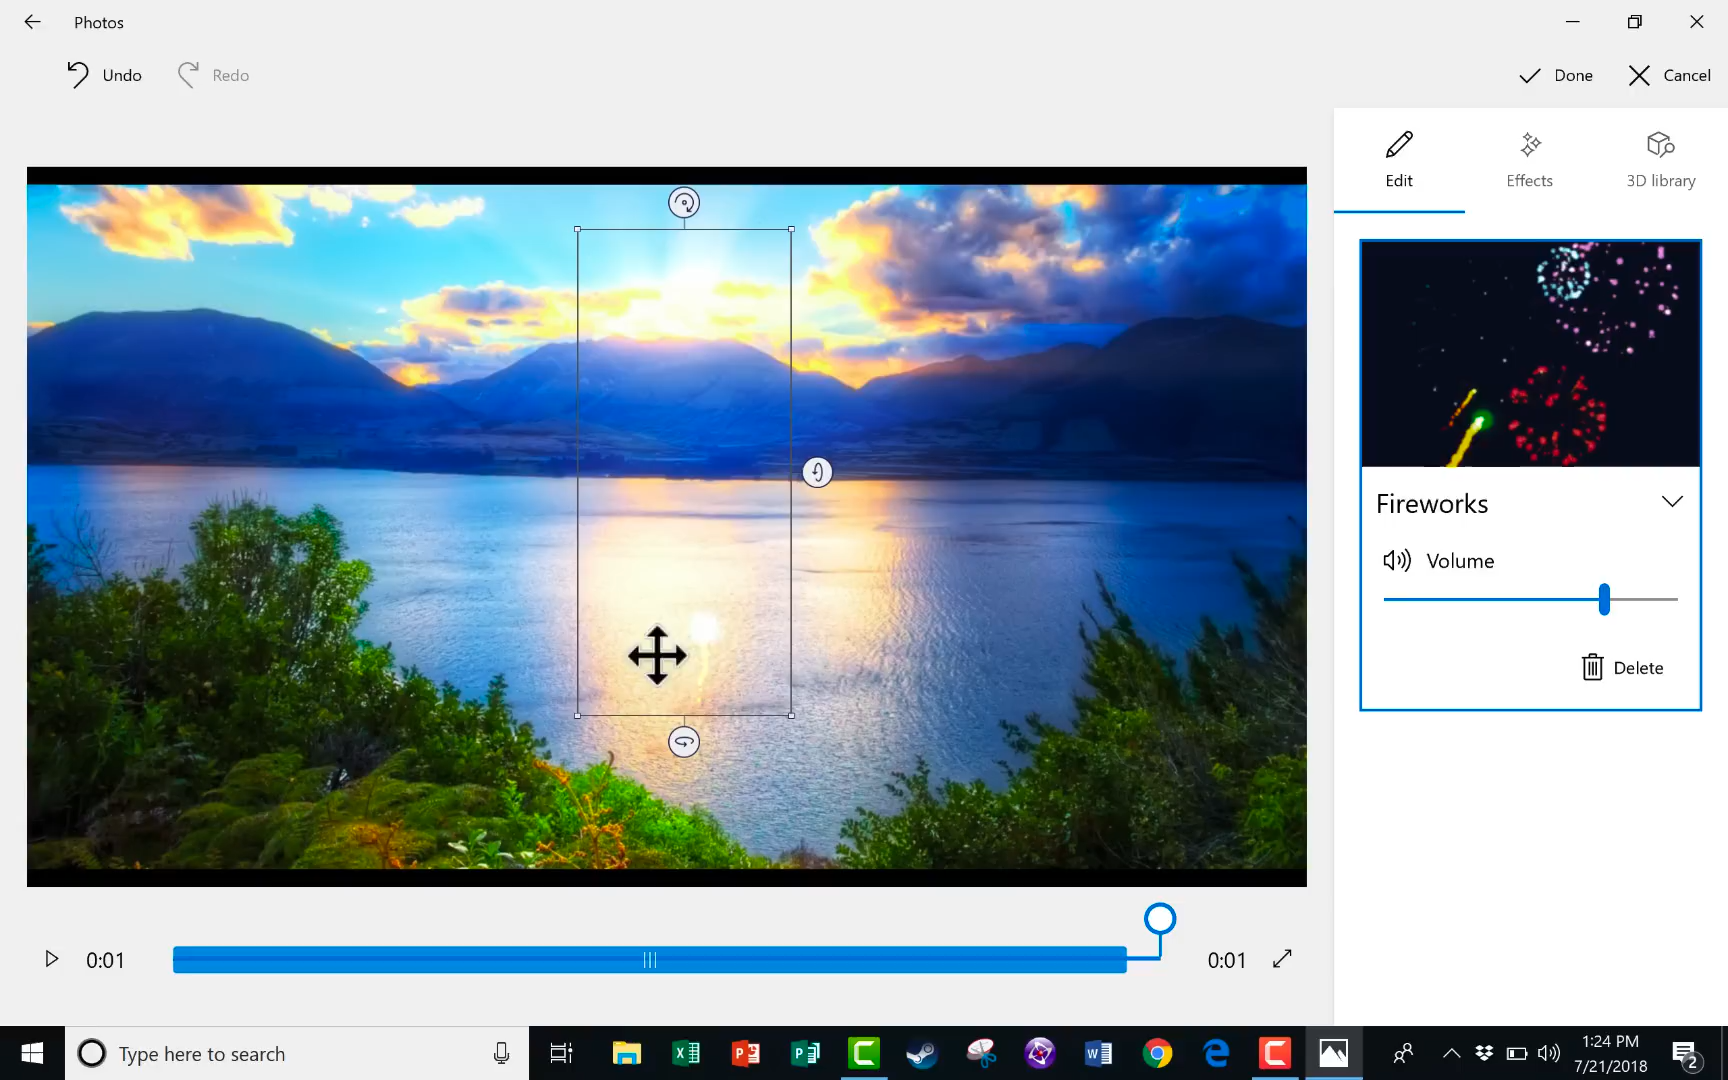 Photos
Undo
Redo
Done
Cancel
Edit
Effects
3D library
Fireworks
Volume
Delete
0:01
0:01
Type here to search
1:24 PM
7/21/2018
2